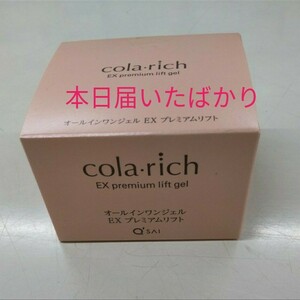 cola·rich
EX premium lift gel
本日届いたばかり
オールインワンジェル EX プレミアムリフト
cola·rich
EX premium lift gel
オールインワンジェル
EX プレミアムリフト
Q'SAI